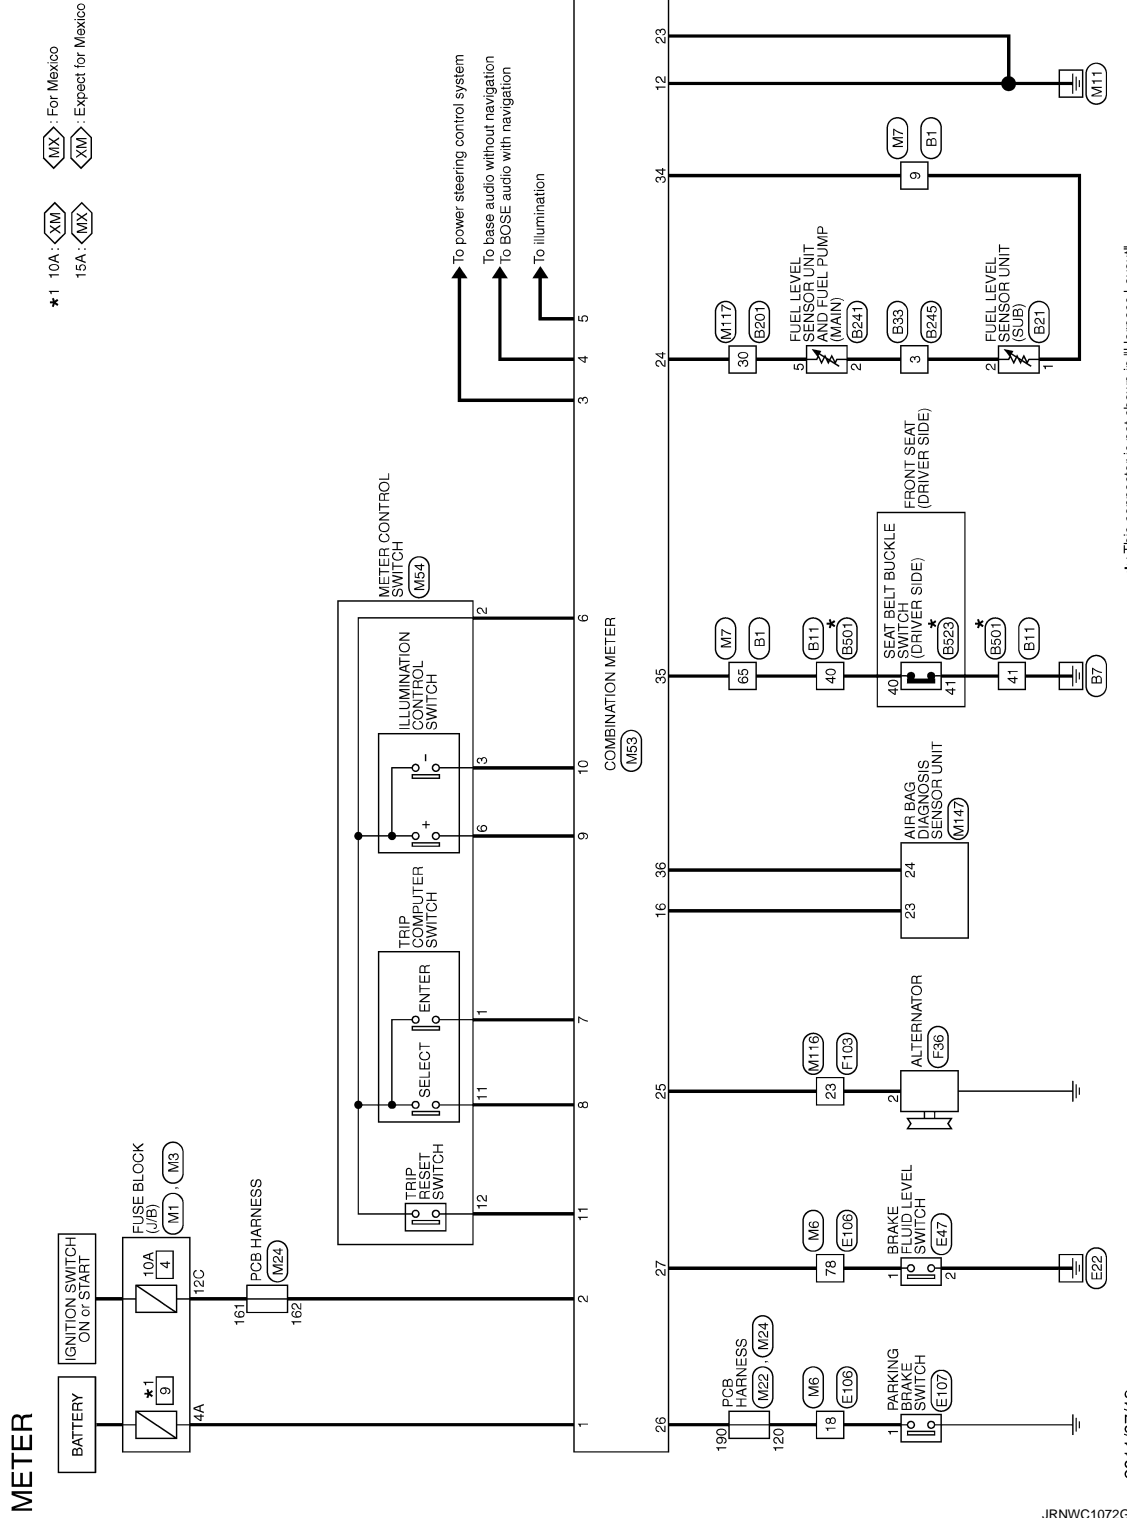 METER
*1 10A : XM MX : For Mexico
15A : MX XM : Expect for Mexico
BATTERY
IGNITION SWITCH
ON or START
FUSE BLOCK
(J/B)
M1 , M3
*1
9
10A
4
4A
12C
161
162
PCB HARNESS
M24
METER CONTROL
SWITCH
M54
TRIP
RESET
SWITCH
12
TRIP
COMPUTER
SWITCH
SELECT
ENTER
11
1
ILLUMINATION
CONTROL
SWITCH
+
-
6
3
2
To power steering control system
To base audio without navigation
To BOSE audio with navigation
To illumination
1
2
11
8
7
9
10
6
3
4
5
COMBINATION METER
M53
26
27
25
16
36
35
24
34
12
23
190
120
PCB
HARNESS
M22 , M24
18
M6
E106
1
PARKING
BRAKE
SWITCH
E107
78
M6
E106
1
2
BRAKE
FLUID LEVEL
SWITCH
E47
E22
23
M116
F103
2
ALTERNATOR
F36
23
24
AIR BAG
DIAGNOSIS
SENSOR UNIT
M147
65
M7
B1
40
B11
B501 *
40
41
SEAT BELT BUCKLE
SWITCH
(DRIVER SIDE)
B523 *
FRONT SEAT
(DRIVER SIDE)
41
B501 *
B11
B7
30
M117
B201
5
2
FUEL LEVEL
SENSOR UNIT
AND FUEL PUMP
(MAIN)
B241
3
B33
B245
2
1
FUEL LEVEL
SENSOR UNIT
(SUB)
B21
9
M7
B1
M11
JRNWC1072G